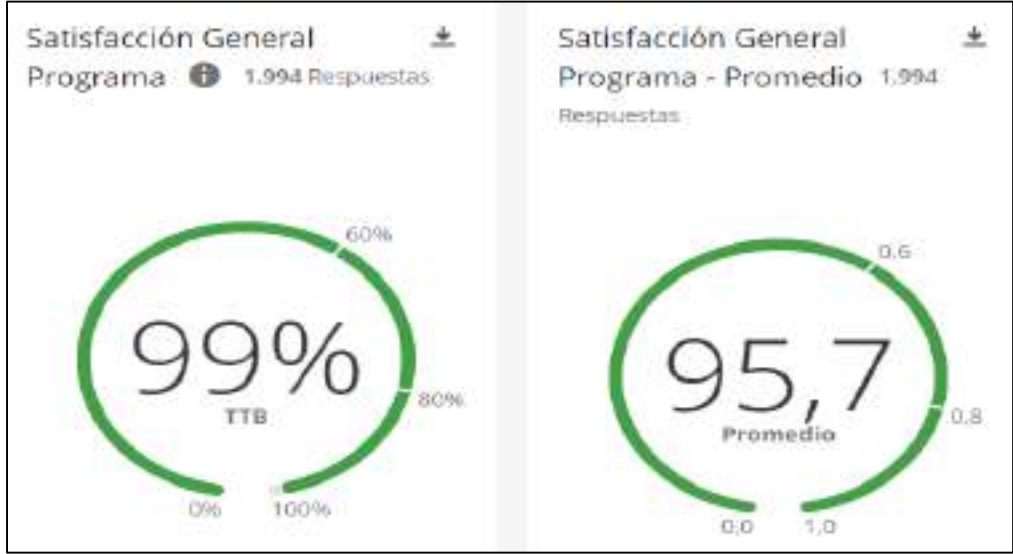 Satisfacción General
Programa 1.994 Respuestas
60%
99%
TTB
80%
0% 100%
Satisfacción General
Programa - Promedio 1.994
Respuestas
0,6
95,7
Promedio
0,8
0,0 1,0